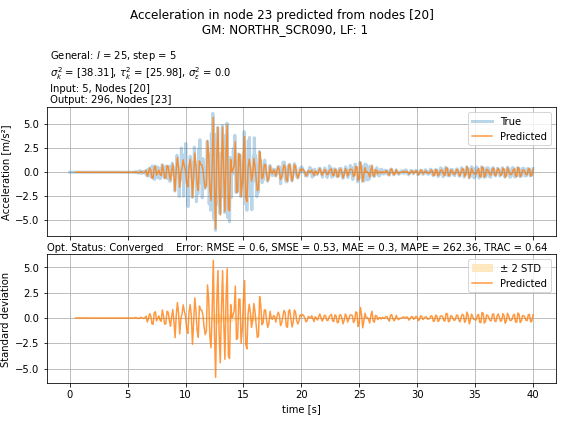 Acceleration in node 23 predicted from nodes [20]
GM: NORTHR_SCR090, LF: 1
General: l = 25, step = 5
σ²ₖ = [38.31], τ²ₖ = [25.98], σ²ε = 0.0
Input: 5, Nodes [20]
Output: 296, Nodes [23]
Acceleration [m/s²]
5.0
2.5
0.0
−2.5
−5.0
True
Predicted
Opt. Status: Converged Error: RMSE = 0.6, SMSE = 0.53, MAE = 0.3, MAPE = 262.36, TRAC = 0.64
Standard deviation
5.0
2.5
0.0
−2.5
−5.0
± 2 STD
Predicted
0 5 10 15 20 25 30 35 40
time [s]